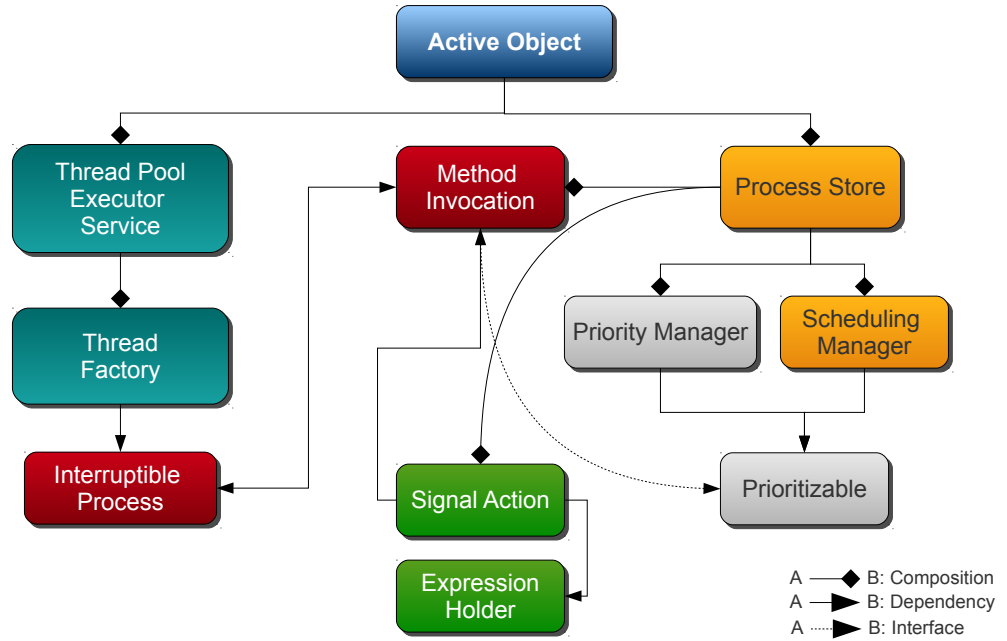 Active Object
Thread Pool
Executor
Service
Method
Invocation
Process Store
Thread
Factory
Priority Manager
Scheduling
Manager
Interruptible
Process
Signal Action
Prioritizable
Expression
Holder
A B: Composition
A B: Dependency
A B: Interface